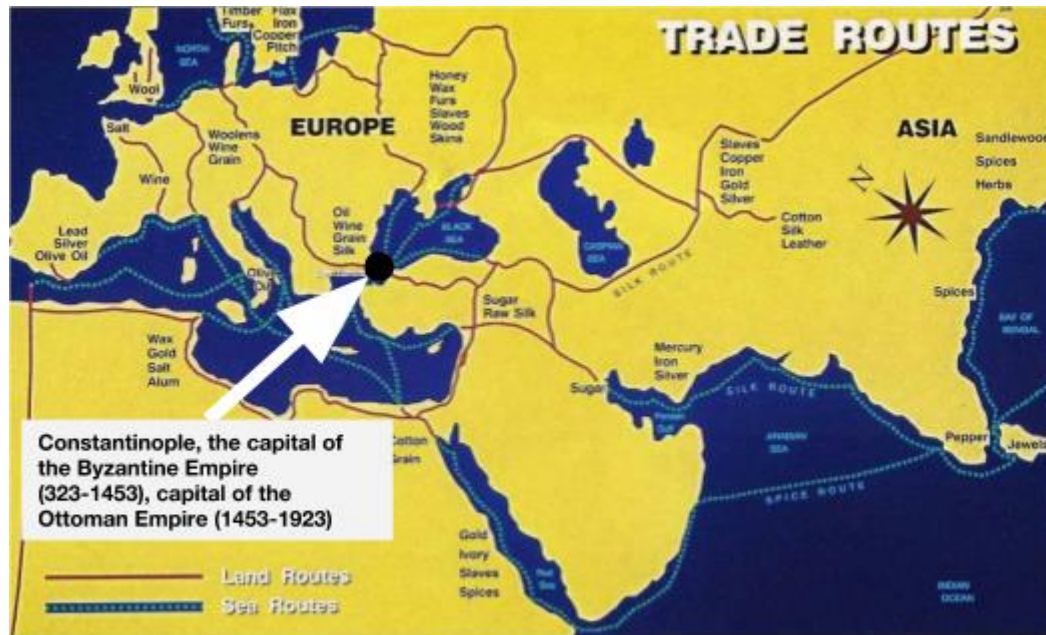 TRADE ROUTES
Timber Flax
Furs Iron
Copper
Pitch
NORTH
SEA
Wool
Salt
Woolens
Wine
Grain
Wine
Lead
Silver
Olive Oil
EUROPE
Honey
Wax
Furs
Slaves
Wood
Skins
Oil
Wine
Grain
Silk
BLACK
SEA
CASPIAN
SEA
Slaves
Copper
Iron
Gold
Silver
ASIA
N
Sandlewood
Spices
Herbs
Cotton
Silk
Leather
SILK ROUTE
Sugar
Raw Silk
Wax
Gold
Salt
Alum
Mercury
Iron
Silver
Sugar
Persian
Gulf
SILK ROUTE
ARABIAN
SEA
SPICE ROUTE
Spices
BAY OF
BENGAL
Pepper
Jewels
Constantinople, the capital of
the Byzantine Empire
(323-1453), capital of the
Ottoman Empire (1453-1923)
Gold
Ivory
Slaves
Spices
Red
Sea
INDIAN
OCEAN
Land Routes
Sea Routes